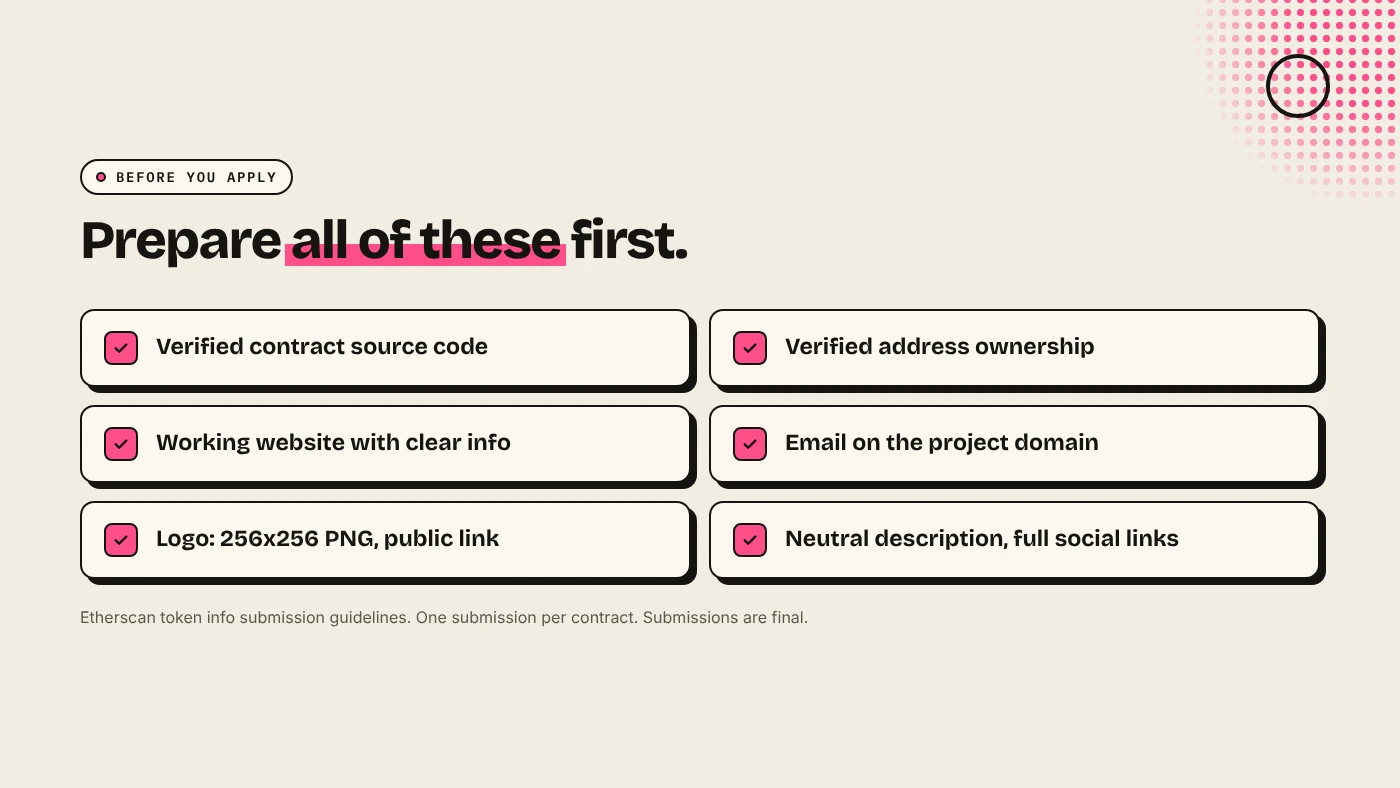 BEFORE YOU APPLY
Prepare all of these first.
Verified contract source code
Verified address ownership
Working website with clear info
Email on the project domain
Logo: 256x256 PNG, public link
Neutral description, full social links
Etherscan token info submission guidelines. One submission per contract. Submissions are final.